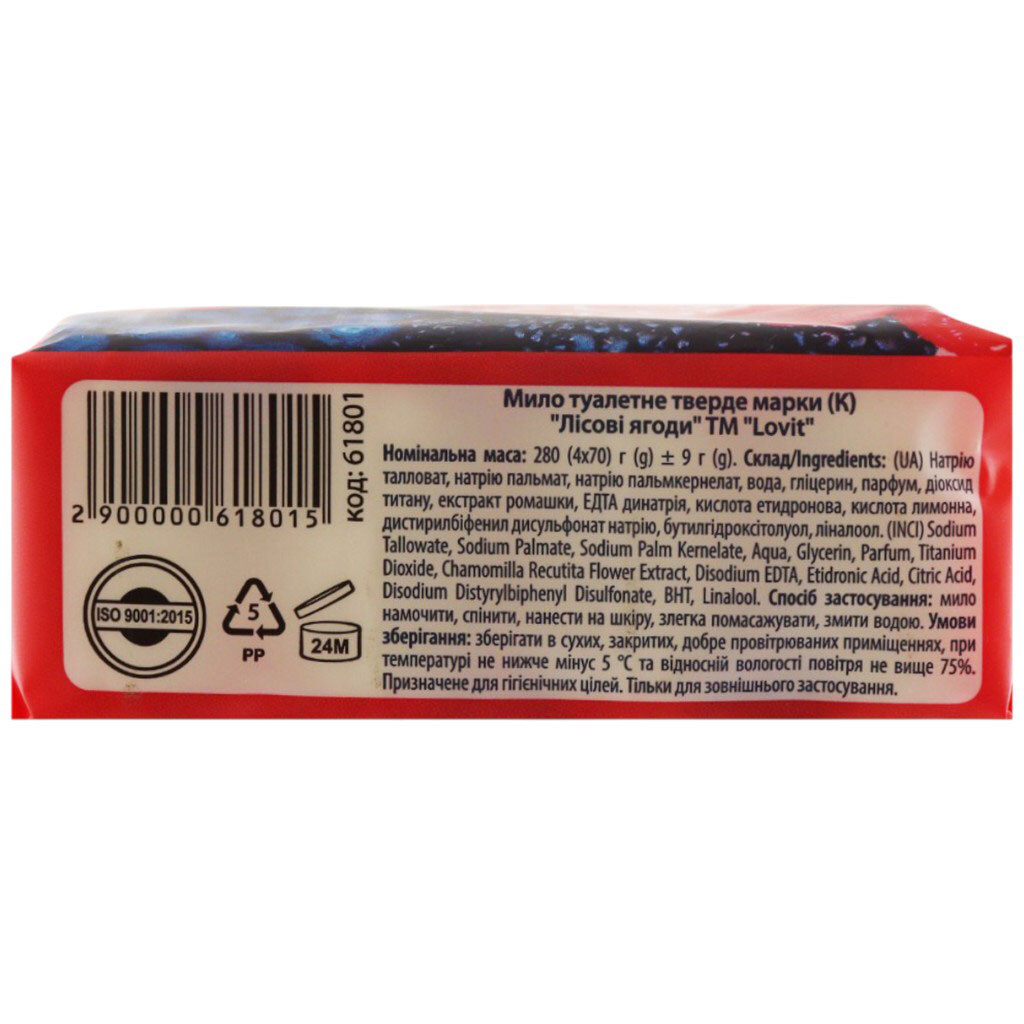 Мило туалетне тверде марки (К)
"Лісові ягоди" ТМ "Lovit"
Номінальна маса: 280 (4х70) г (g) ± 9 г (g). Склад/Ingredients: (UA) Натрію
талловат, натрію пальмат, натрію пальмкернелат, вода, гліцерин, парфум, діоксид
титану, екстракт ромашки, ЕДТА динатрія, кислота етидронова, кислота лимонна,
дистирилбіфенил дисульфонат натрію, бутилгідрокситолуол, ліналоол. (INCI) Sodium
Tallowate, Sodium Palmate, Sodium Palm Kernelate, Aqua, Glycerin, Parfum, Titanium
Dioxide, Chamomilla Recutita Flower Extract, Disodium EDTA, Etidronic Acid, Citric Acid,
Disodium Distyrylbiphenyl Disulfonate, BHT, Linalool. Спосіб застосування: мило
намочити, спінити, нанести на шкіру, злегка помасажувати, змити водою. Умови
зберігання: зберігати в сухих, закритих, добре провітрюваних приміщеннях, при
температурі не нижче мінус 5 °С та відносній вологості повітря не вище 75%.
Призначене для гігієнічних цілей. Тільки для зовнішнього застосування.
2 900000 618015
код: 61801
ISO 9001:2015
5
PP
24M